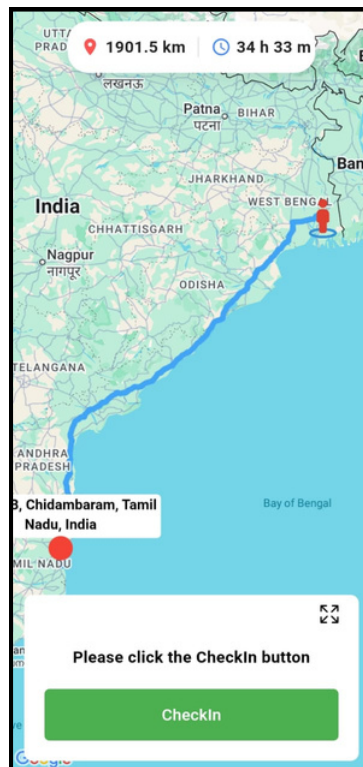 UTTA
PRAD
1901.5 km
34 h 33 m
लखनऊ
Patna
पटना
BIHAR
Ban
JHARKHAND
WEST BENGAL
India
CHHATTISGARH
Nagpur
नागपुर
ODISHA
TELANGANA
ANDHRA
PRADESH
3, Chidambaram, Tamil
Nadu, India
Bay of Bengal
MIL NADU
Please click the CheckIn button
CheckIn
Google